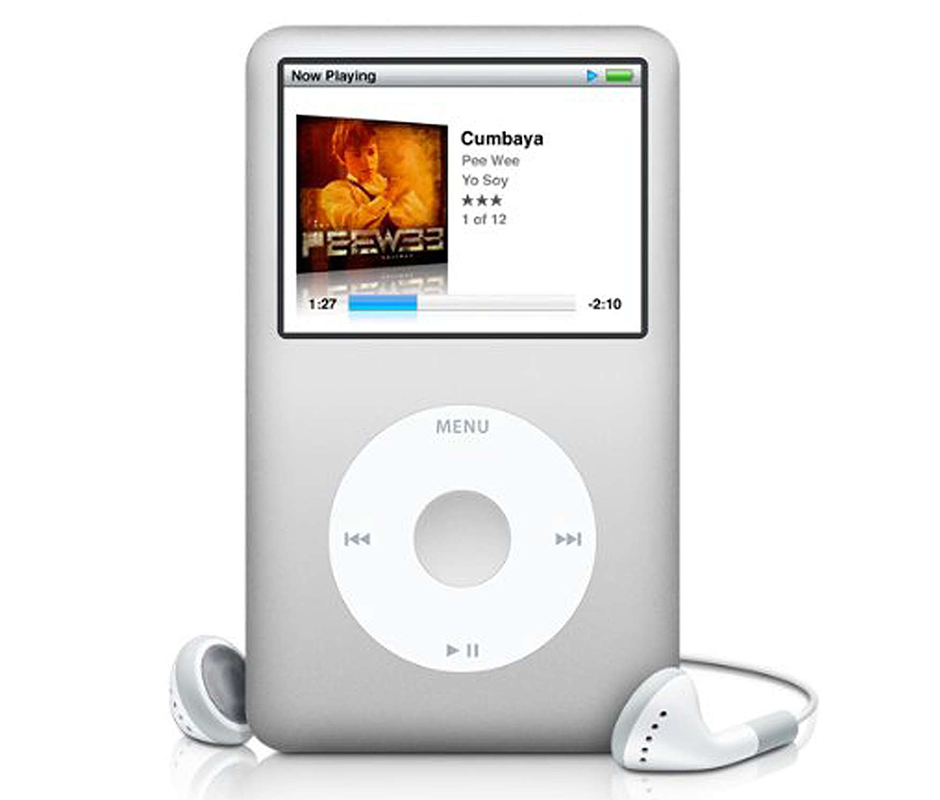 Now Playing
Cumbaya
Pee Wee
Yo Soy
1 of 12
PEEWEE
1:27
-2:10
MENU